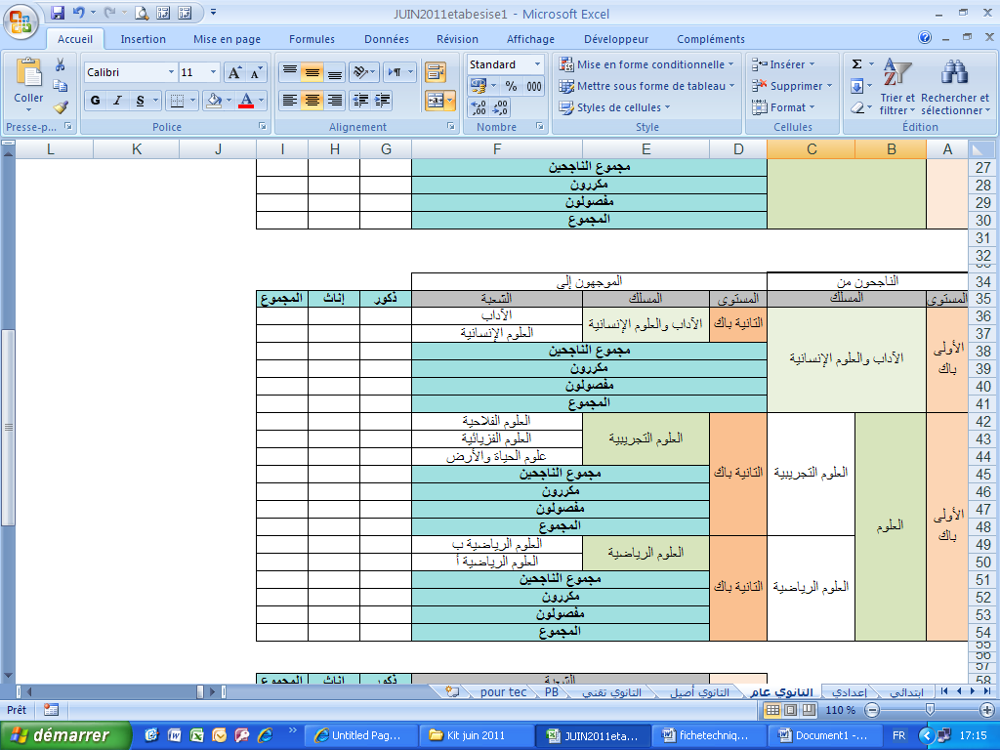 JUIN2011etabesise1 - Microsoft Excel
Accueil Insertion Mise en page Formules Données Révision Affichage Développeur Compléments
Coller
Presse-p...
Calibri 11
G I S
Police
Alignement
Standard
% 000
Nombre
Mise en forme conditionnelle
Mettre sous forme de tableau
Styles de cellules
Style
Insérer
Supprimer
Format
Cellules
Trier et filtrer
Rechercher et sélectionner
Édition
L K J I H G F E D C B A
27 مجموع الناجحين
28 مكررون
29 مفصولون
30 المجموع
31
32
34 الناجحون من الموجهون إلى
35 المستوى المسلك المستوى المسلك الشعبة ذكور إناث المجموع
36 الأولى باك الآداب والعلوم الإنسانية الثانية باك الآداب والعلوم الإنسانية الآداب
37 العلوم الإنسانية
38 مجموع الناجحين
39 مكررون
40 مفصولون
41 المجموع
42 الأولى باك العلوم العلوم التجريبية الثانية باك العلوم التجريبية العلوم الفلاحية
43 العلوم الفزيائية
44 علوم الحياة والأرض
45 مجموع الناجحين
46 مكررون
47 مفصولون
48 المجموع
49 العلوم الرياضية الثانية باك العلوم الرياضية العلوم الرياضية ب
50 العلوم الرياضية أ
51 مجموع الناجحين
52 مكررون
53 مفصولون
54 المجموع
55
56
57
58 الشعبة ذكور إناث المجموع
ابتدائي إعدادي الثانوي عام الثانوي أصيل الثانوي تقني PB pour tec
Prêt
110 %
démarrer
Untitled Pag...
Kit juin 2011
JUIN2011eta...
fichetechniq...
Document1 -...
FR
17:15